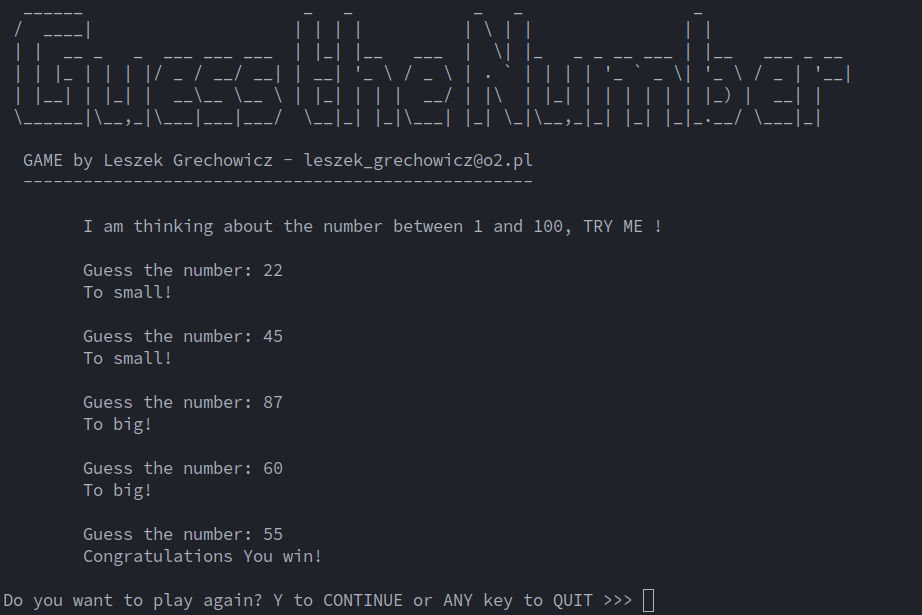 Guess the Number
GAME by Leszek Grechowicz - leszek_grechowicz@o2.pl
---------------------------------------------------
I am thinking about the number between 1 and 100, TRY ME !
Guess the number: 22
To small!
Guess the number: 45
To small!
Guess the number: 87
To big!
Guess the number: 60
To big!
Guess the number: 55
Congratulations You win!
Do you want to play again? Y to CONTINUE or ANY key to QUIT >>>